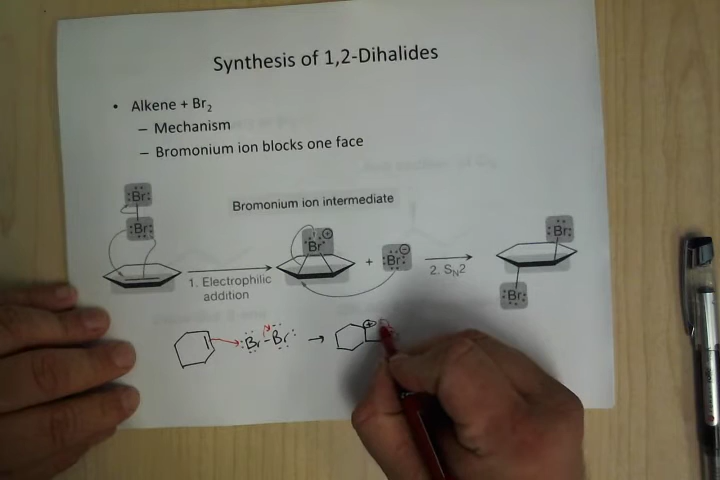 Synthesis of 1,2-Dihalides
• Alkene + Br₂
– Mechanism
– Bromonium ion blocks one face
:Br:
:Br:
Bromonium ion intermediate
Br ⊕
+ :Br: ⊖
:Br:
1. Electrophilic
addition
2. SN2
:Br:
:Br-Br: → ⊕